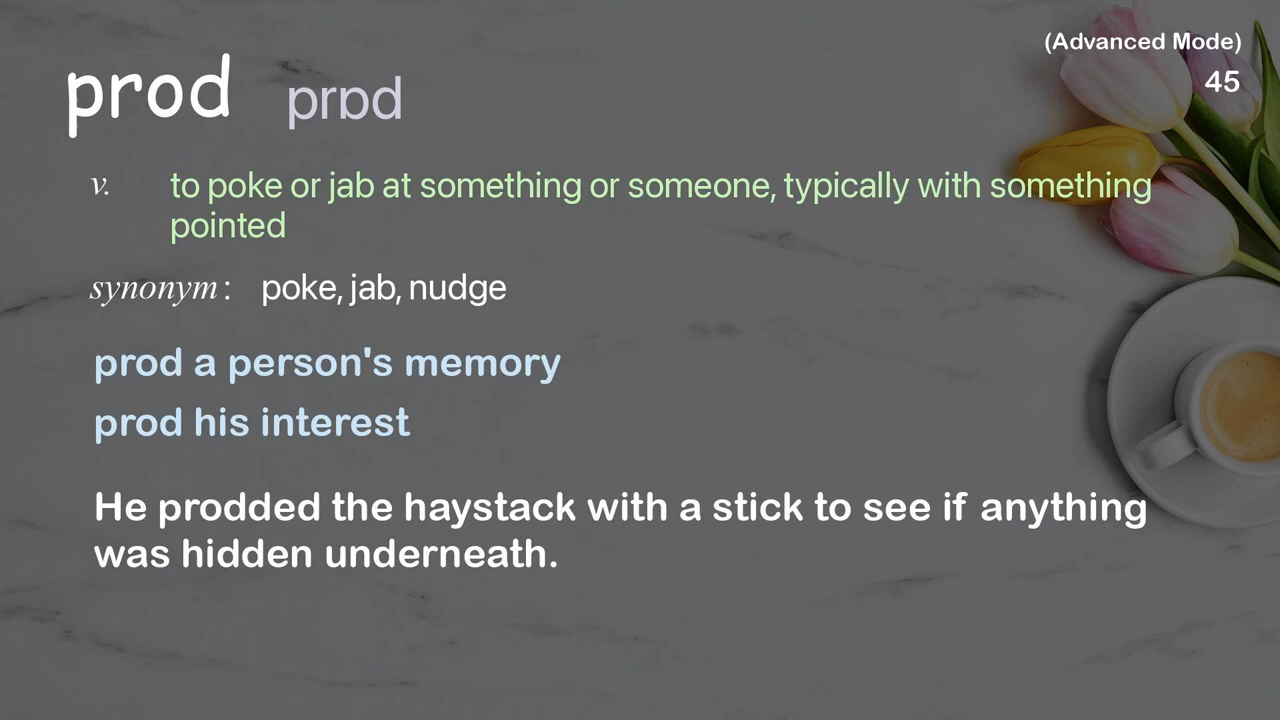 (Advanced Mode)
45
prod prɒd
v. to poke or jab at something or someone, typically with something
pointed
synonym: poke, jab, nudge
prod a person's memory
prod his interest
He prodded the haystack with a stick to see if anything
was hidden underneath.